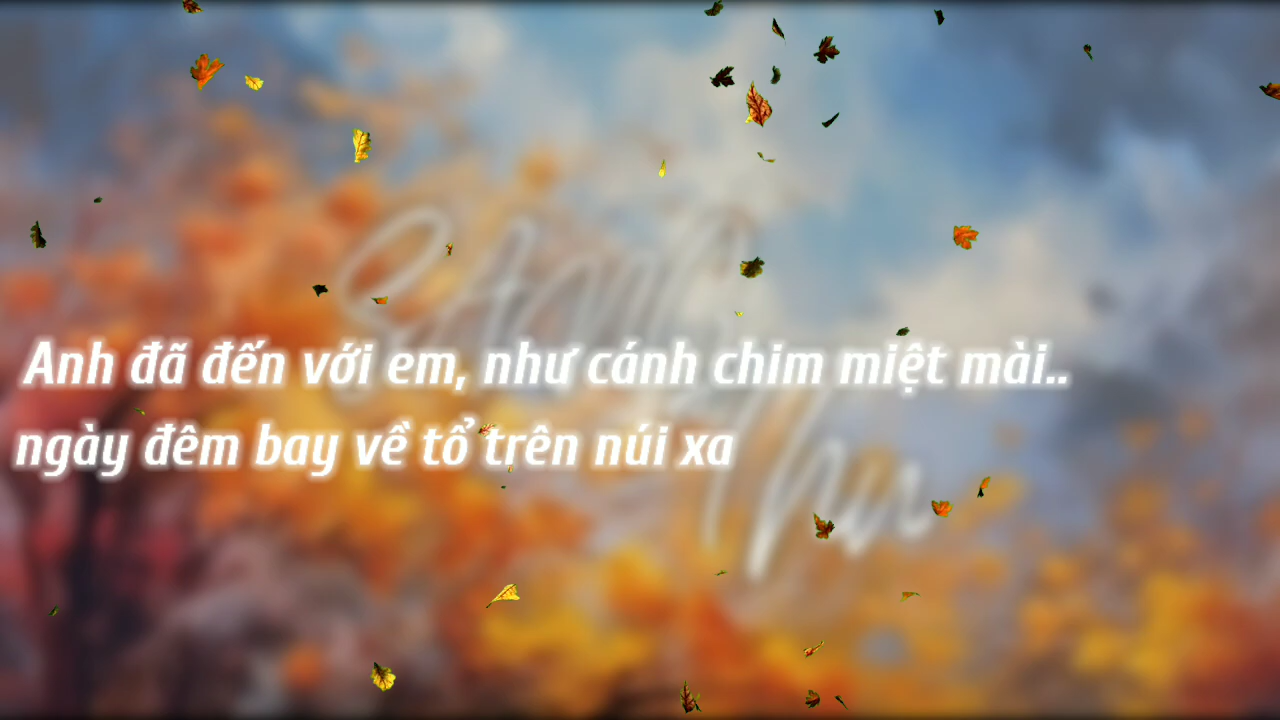 Anh đã đến với em, như cánh chim miệt mài..
ngày đêm bay về tổ trên núi xa